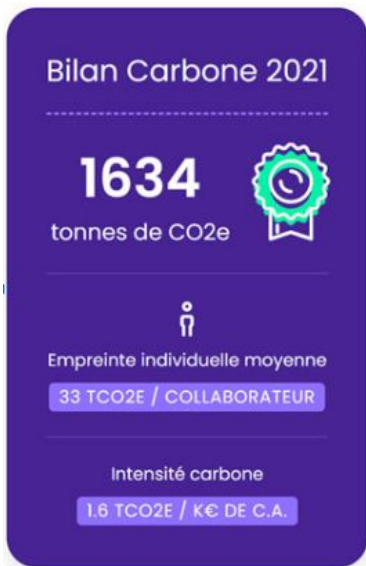 Bilan Carbone 2021
1634
tonnes de CO2e
Empreinte individuelle moyenne
33 TCO2E / COLLABORATEUR
Intensité carbone
1.6 TCO2E / K€ DE C.A.